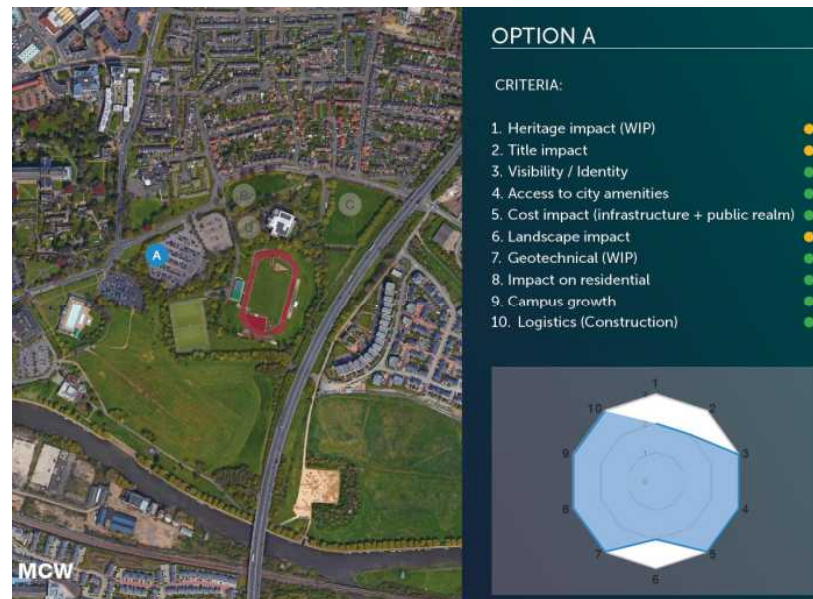 OPTION A
CRITERIA:
1. Heritage impact (WIP)
2. Title impact
3. Visibility / Identity
4. Access to city amenities
5. Cost impact (infrastructure + public realm)
6. Landscape impact
7. Geotechnical (WIP)
8. Impact on residential
9. Campus growth
10. Logistics (Construction)
A
C
MCW
1
10
2
9
3
8
4
7
5
6